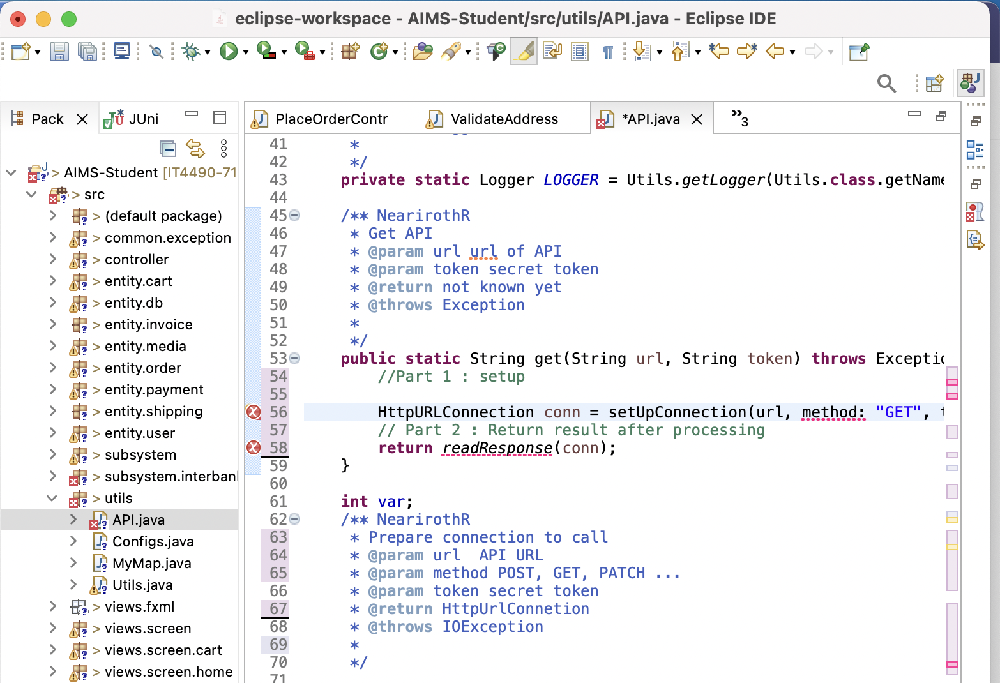 eclipse-workspace - AIMS-Student/src/utils/API.java - Eclipse IDE
Pack
JUni
PlaceOrderContr
ValidateAddress
*API.java
»3
> AIMS-Student [IT4490-71
> src
> (default package)
> common.exception
> controller
> entity.cart
> entity.db
> entity.invoice
> entity.media
> entity.order
> entity.payment
> entity.shipping
> entity.user
> subsystem
> subsystem.interban
> utils
API.java
Configs.java
MyMap.java
Utils.java
> views.fxml
> views.screen
> views.screen.cart
> views.screen.home
41 *
42 */
43 private static Logger LOGGER = Utils.getLogger(Utils.class.getName
44
45 /** NearirothR
46 * Get API
47 * @param url url of API
48 * @param token secret token
49 * @return not known yet
50 * @throws Exception
51 *
52 */
53 public static String get(String url, String token) throws Exceptio
54 //Part 1 : setup
55
56 HttpURLConnection conn = setUpConnection(url, method: "GET", t
57 // Part 2 : Return result after processing
58 return readResponse(conn);
59 }
60
61 int var;
62 /** NearirothR
63 * Prepare connection to call
64 * @param url  API URL
65 * @param method POST, GET, PATCH ...
66 * @param token secret token
67 * @return HttpUrlConnetion
68 * @throws IOException
69 *
70 */
71